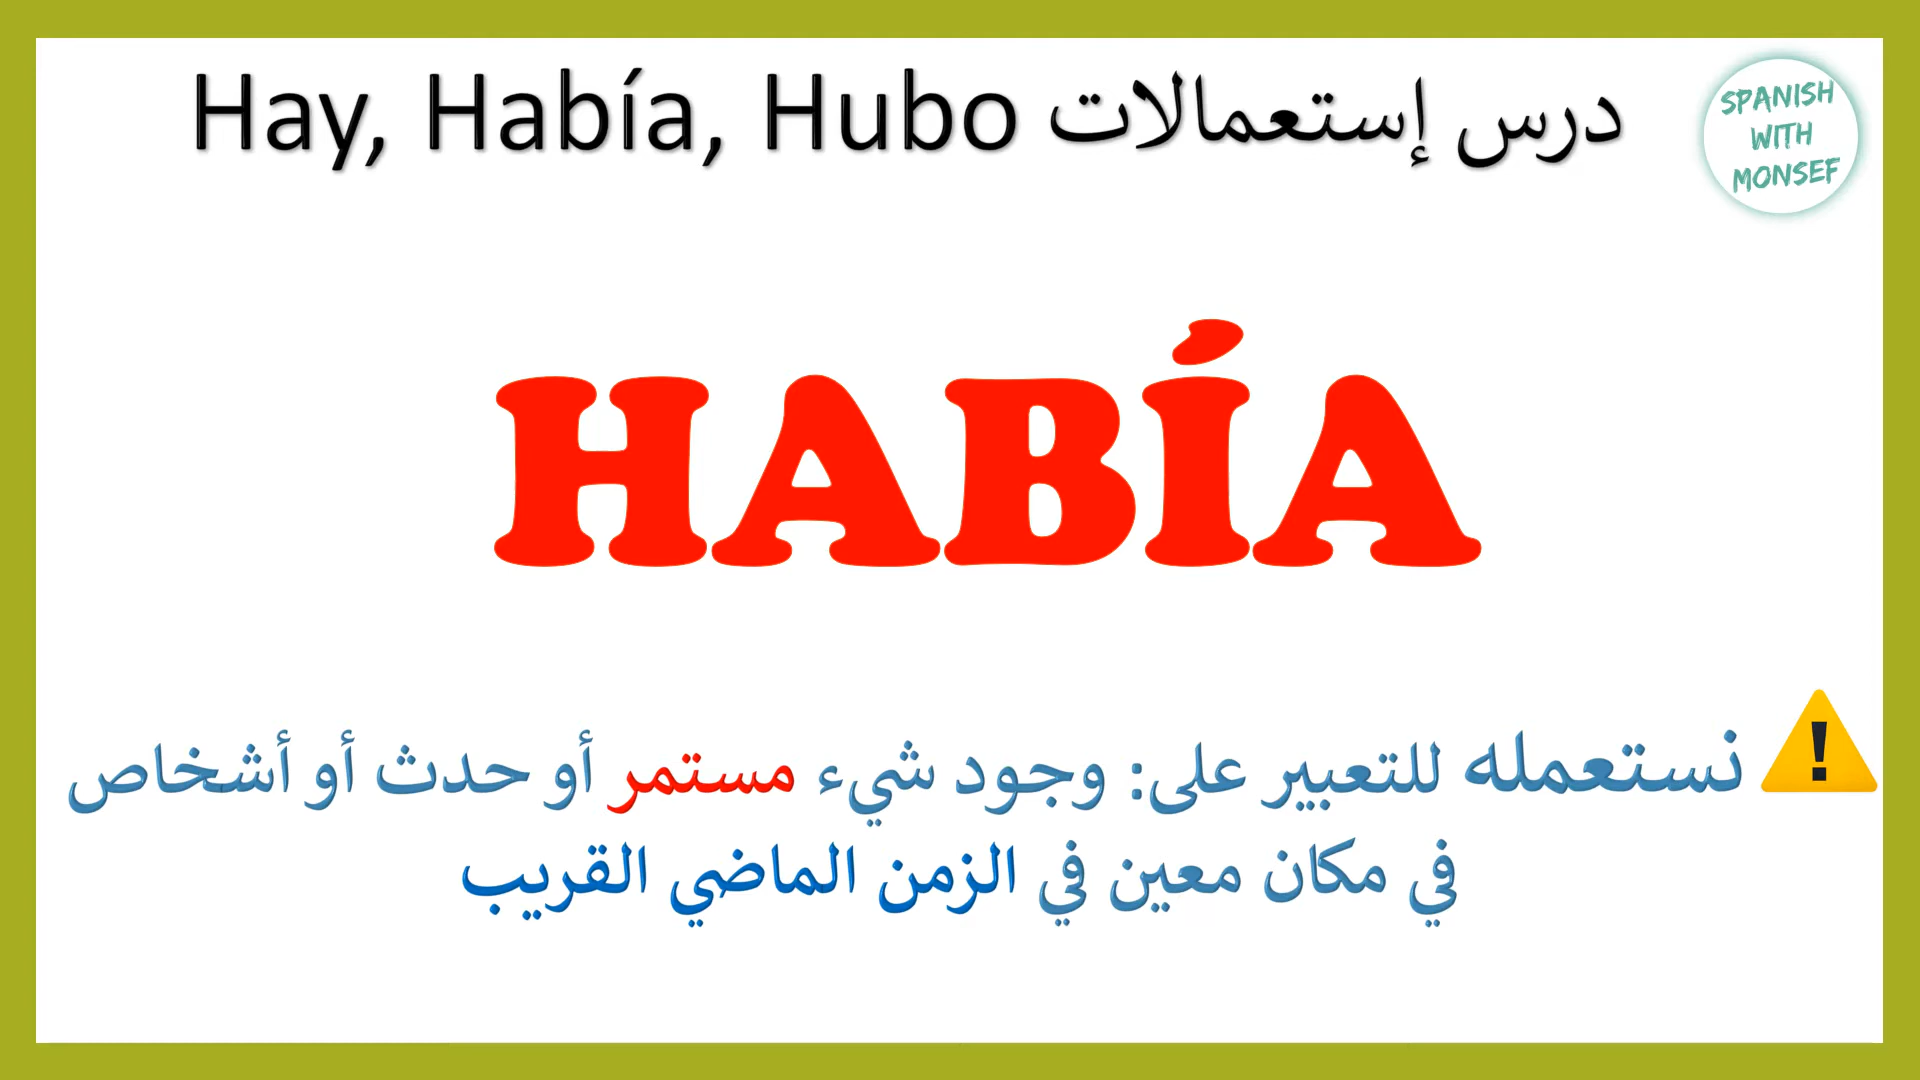 درس إستعمالات Hay, Había, Hubo
SPANISH
WITH
MONSEF
HABÍA
نستعمله للتعبير على: وجود شيء مستمر أو حدث أو أشخاص
في مكان معين في الزمن الماضي القريب